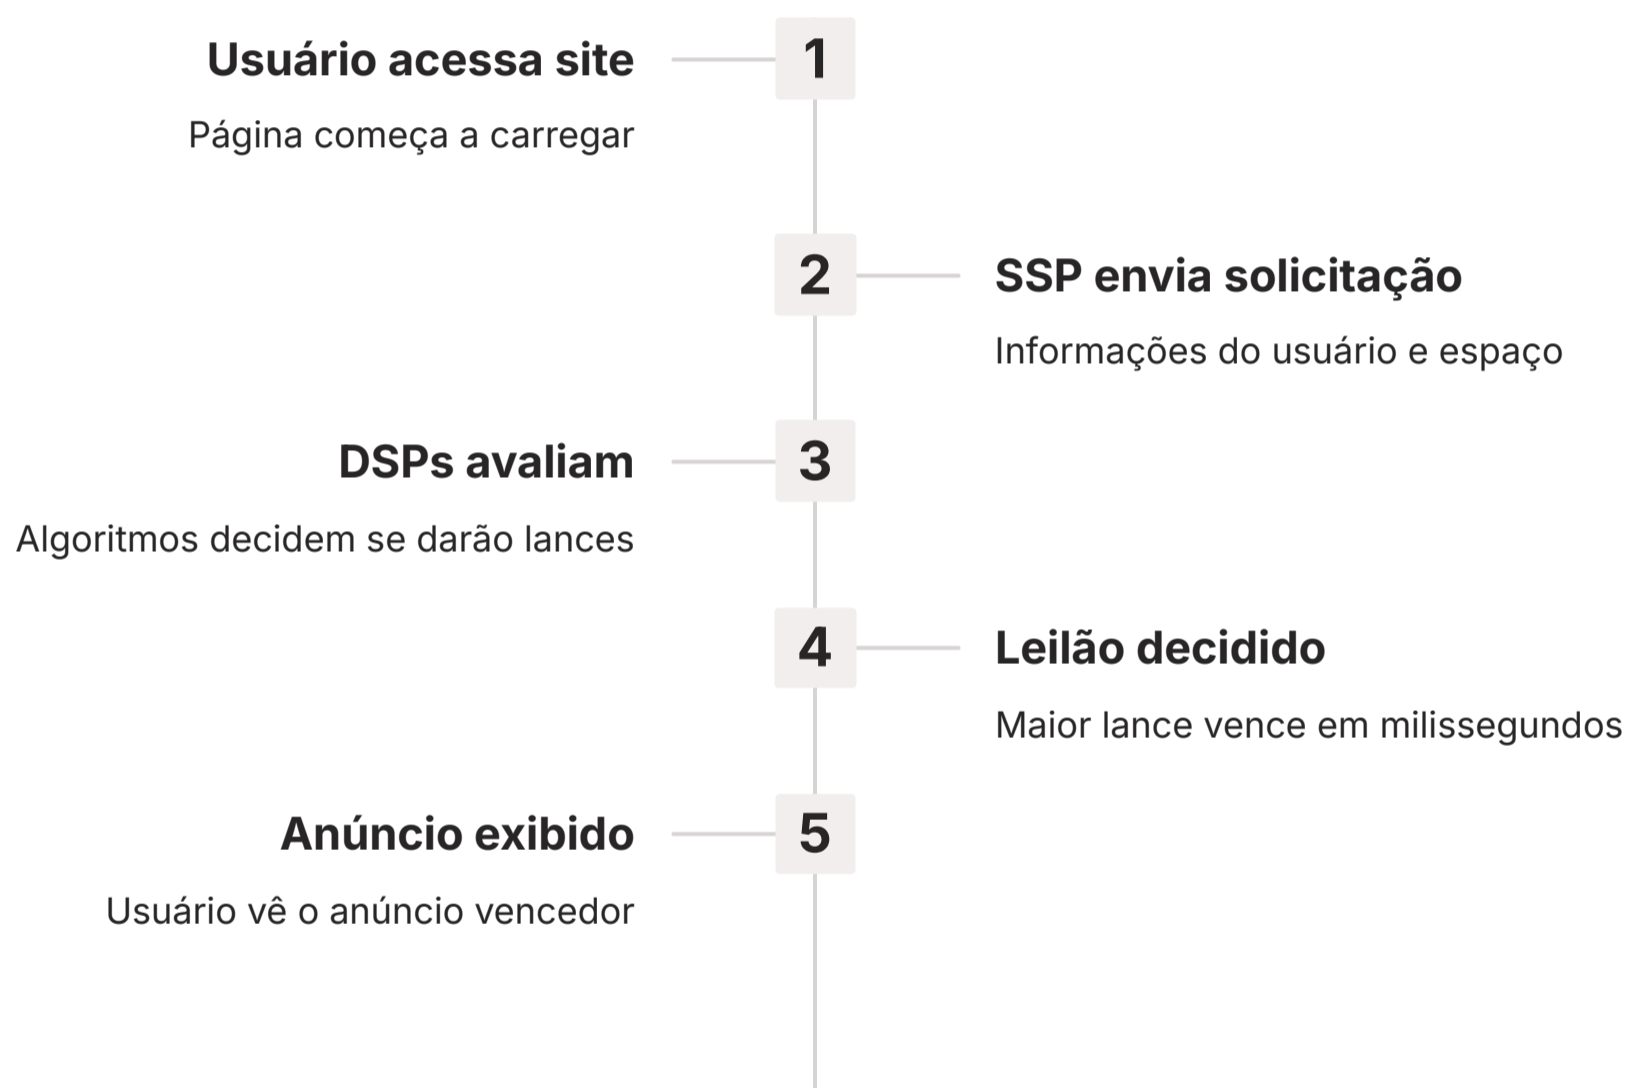 1
Usuário acessa site
Página começa a carregar
2
SSP envia solicitação
Informações do usuário e espaço
3
DSPs avaliam
Algoritmos decidem se darão lances
4
Leilão decidido
Maior lance vence em milissegundos
5
Anúncio exibido
Usuário vê o anúncio vencedor